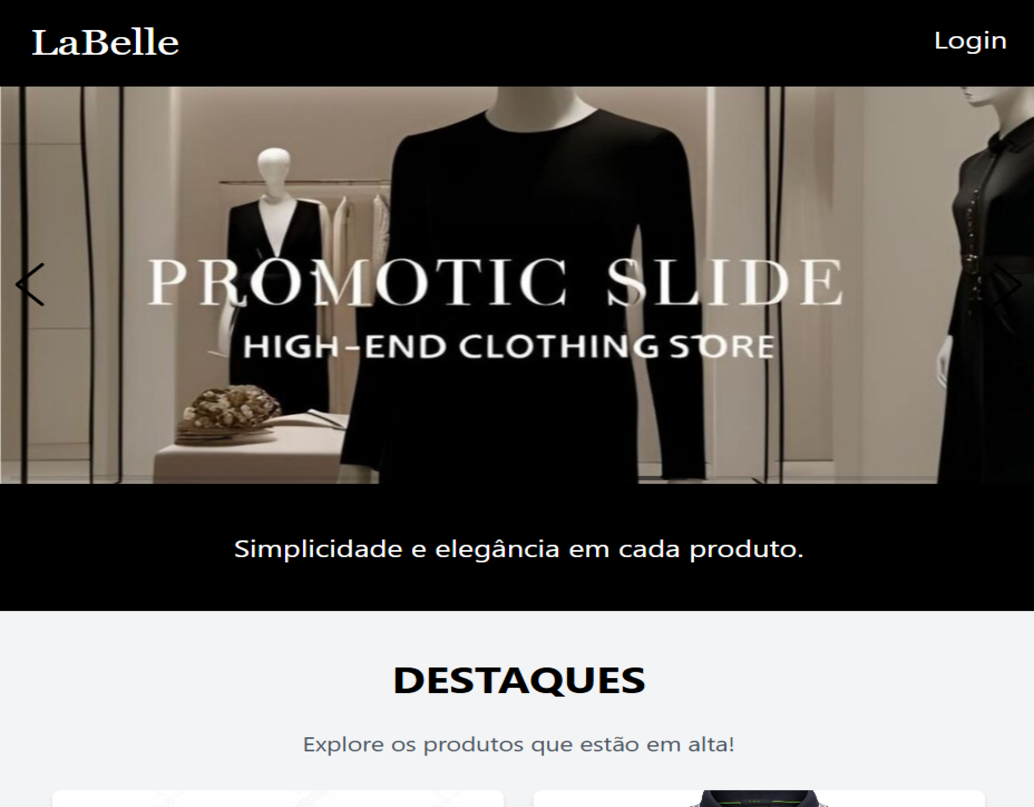 LaBelle
Login
PROMOTIC SLIDE
HIGH-END CLOTHING STORE
Simplicidade e elegância em cada produto.
DESTAQUES
Explore os produtos que estão em alta!